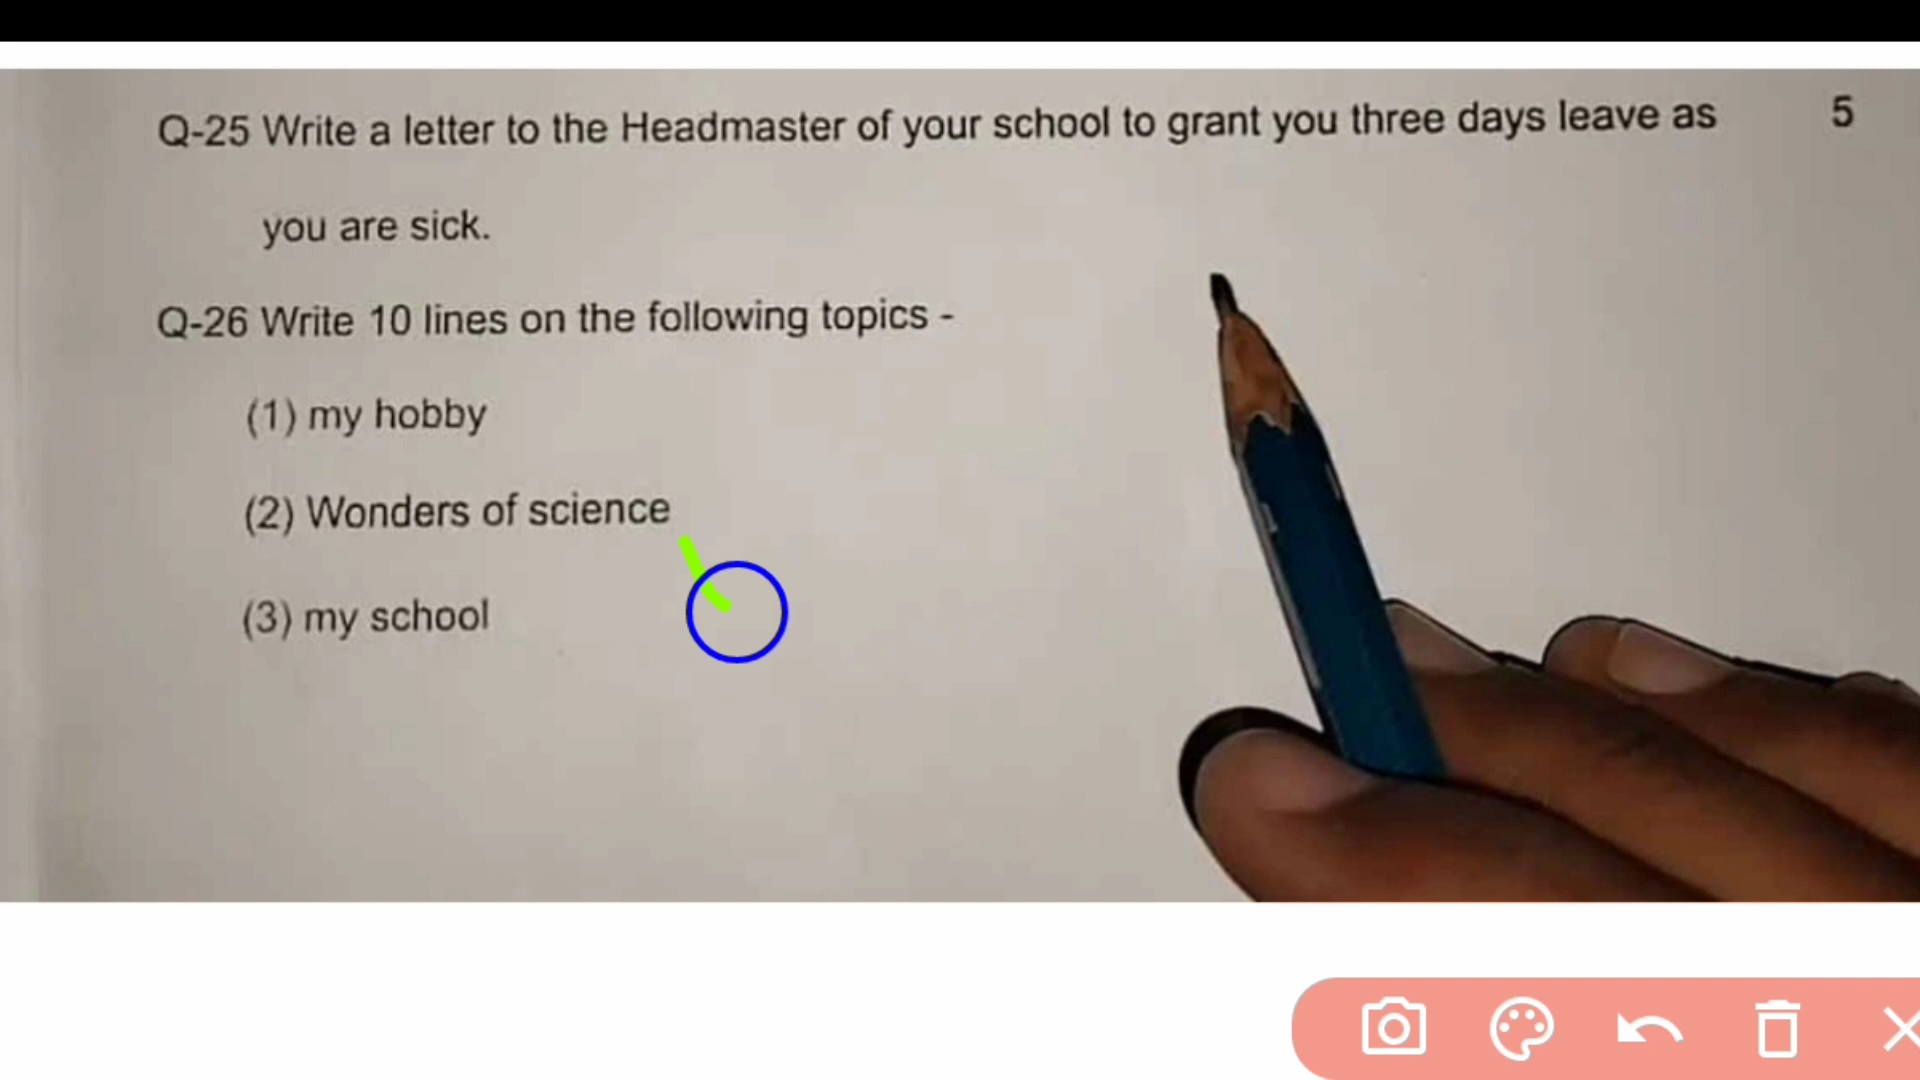 Q-25 Write a letter to the Headmaster of your school to grant you three days leave as 5
you are sick.
Q-26 Write 10 lines on the following topics -
(1) my hobby
(2) Wonders of science
(3) my school